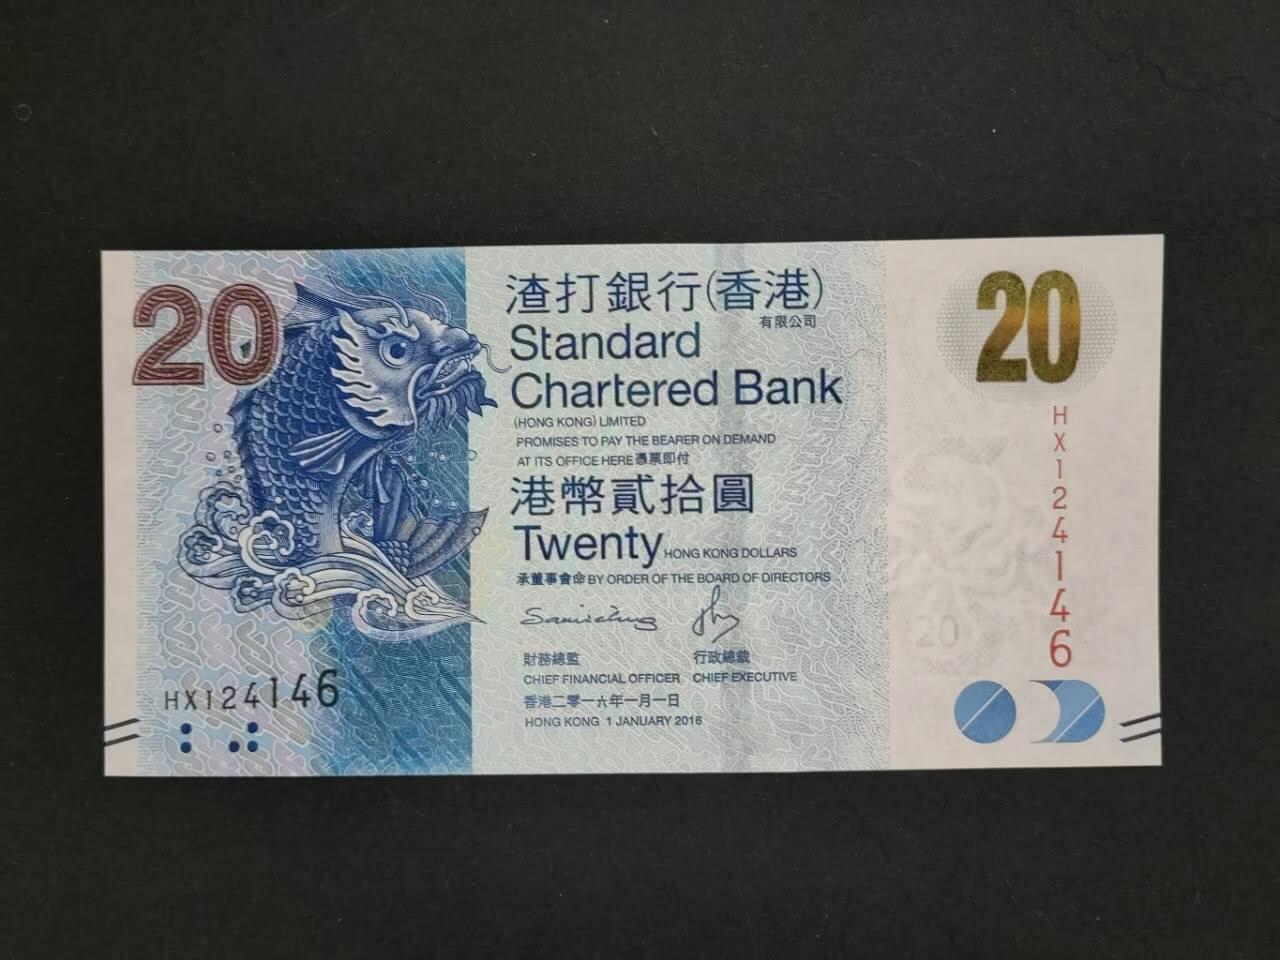 20
渣打銀行(香港)
有限公司
Standard
Chartered Bank
(HONG KONG) LIMITED
PROMISES TO PAY THE BEARER ON DEMAND
AT ITS OFFICE HERE憑票即付
港幣貳拾圓
Twenty HONG KONG DOLLARS
承董事會命 BY ORDER OF THE BOARD OF DIRECTORS
財務總監 行政總裁
CHIEF FINANCIAL OFFICER CHIEF EXECUTIVE
香港二零一六年一月一日
HONG KONG 1 JANUARY 2016
HX124146
20
HX124146
20